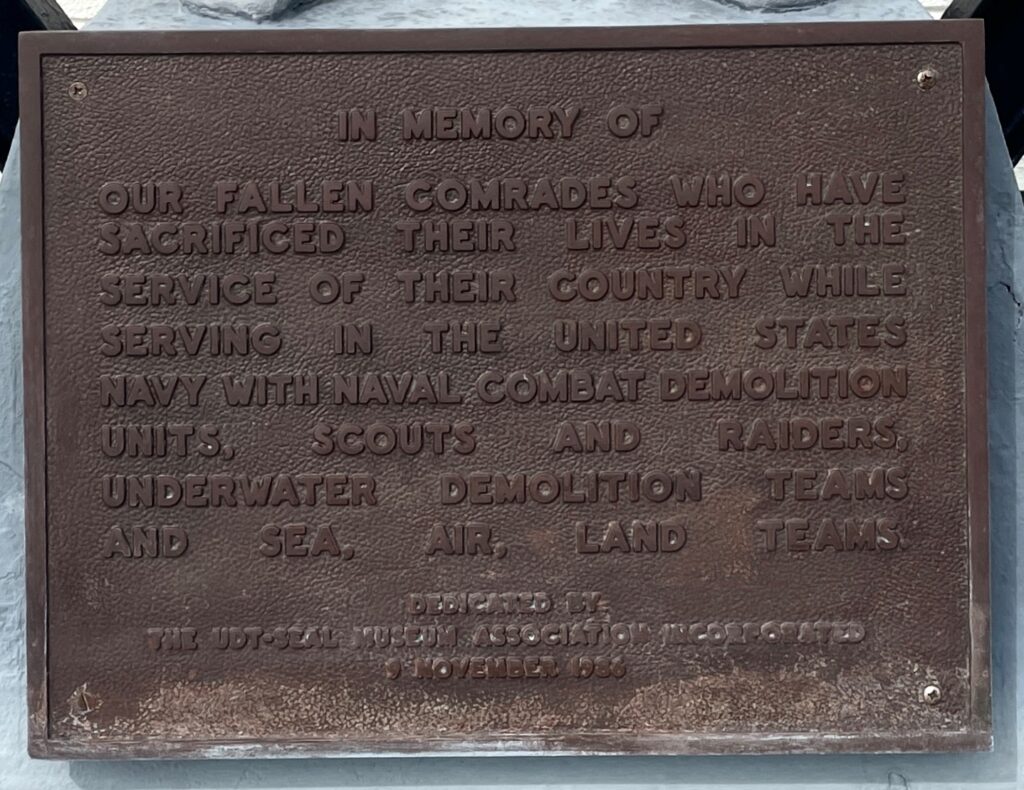 IN MEMORY OF
OUR FALLEN COMRADES WHO HAVE
SACRIFICED THEIR LIVES IN THE
SERVICE OF THEIR COUNTRY WHILE
SERVING IN THE UNITED STATES
NAVY WITH NAVAL COMBAT DEMOLITION
UNITS, SCOUTS AND RAIDERS,
UNDERWATER DEMOLITION TEAMS
AND SEA, AIR, LAND TEAMS.
DEDICATED BY:
THE UDT-SEAL MUSEUM ASSOCIATION INCORPORATED
9 NOVEMBER 1986